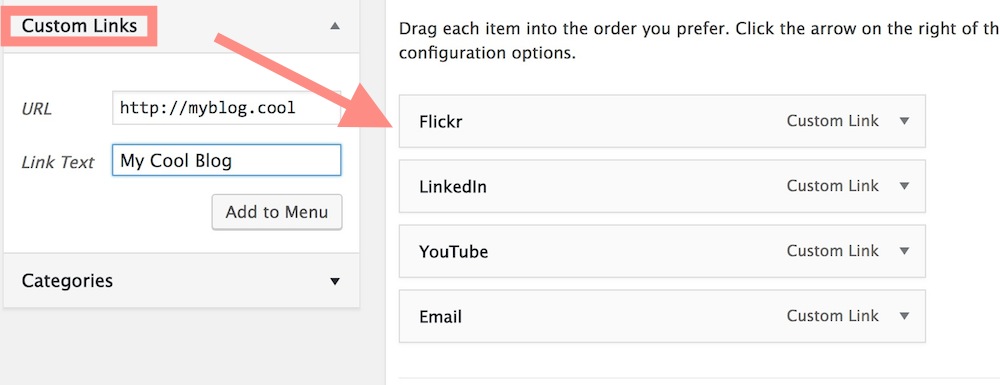 Custom Links
URL
http://myblog.cool
Link Text
My Cool Blog
Add to Menu
Categories
Drag each item into the order you prefer. Click the arrow on the right of th
configuration options.
Flickr Custom Link
LinkedIn Custom Link
YouTube Custom Link
Email Custom Link